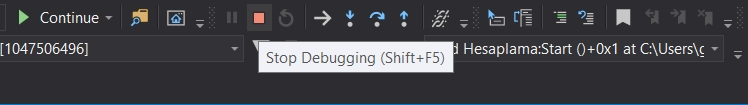 Continue
[1047506496]
Hesaplama:Start ()+0x1 at C:\Users\g
Stop Debugging (Shift+F5)